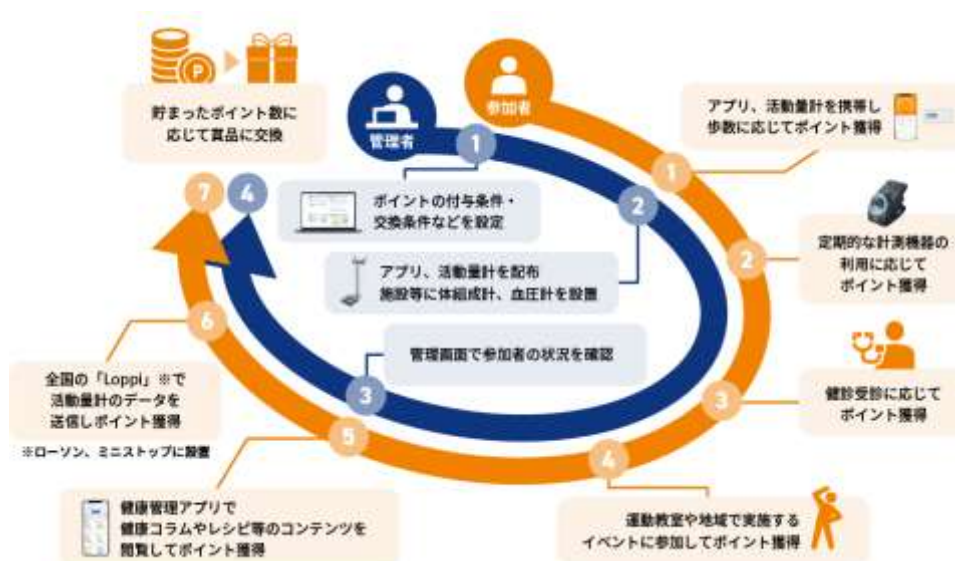 P
貯まったポイント数に
応じて賞品に交換
管理者
参加者
1
ポイントの付与条件・
交換条件などを設定
2
アプリ、活動量計を配布
施設等に体組成計、血圧計を設置
3
管理画面で参加者の状況を確認
4
1
アプリ、活動量計を携帯し
歩数に応じてポイント獲得
2
定期的な計測機器の
利用に応じて
ポイント獲得
3
健診受診に応じて
ポイント獲得
4
運動教室や地域で実施する
イベントに参加してポイント獲得
5
健康管理アプリで
健康コラムやレシピ等のコンテンツを
閲覧してポイント獲得
6
全国の「Loppi」※で
活動量計のデータを
送信しポイント獲得
※ローソン、ミニストップに設置
7